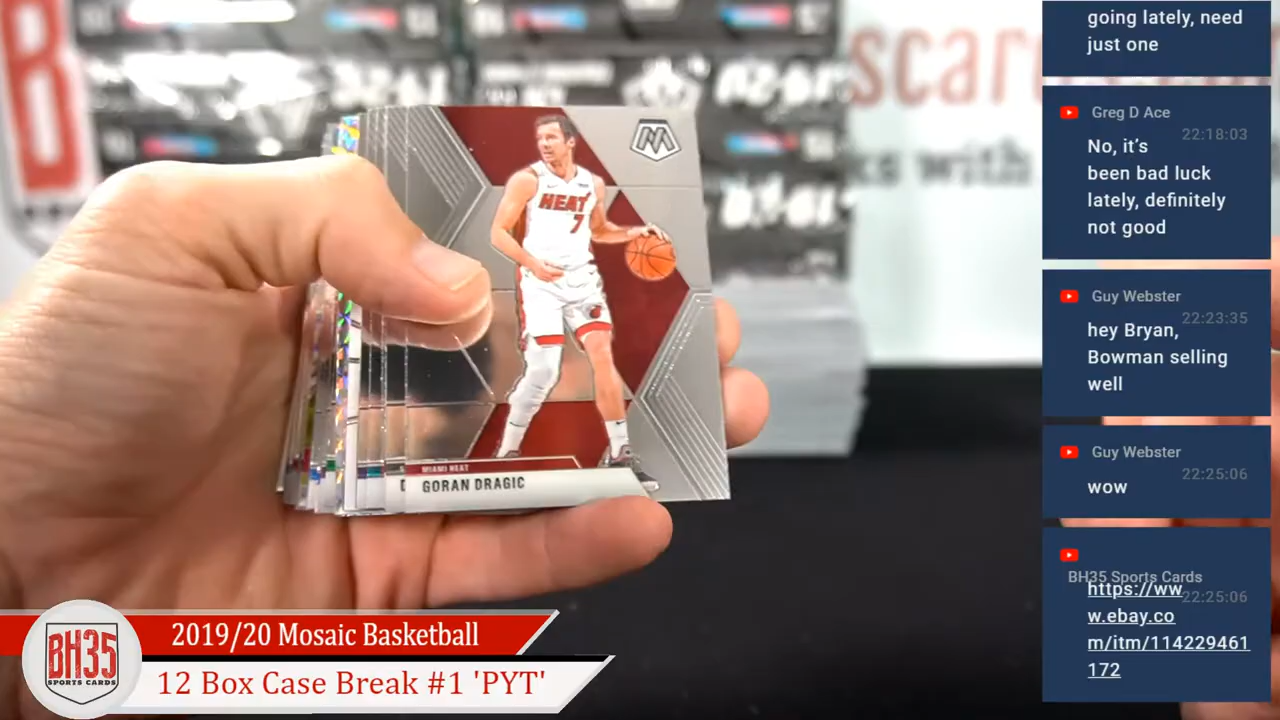 HEAT
7
MIAMI HEAT
GORAN DRAGIC
going lately, need
just one
Greg D Ace
22:18:03
No, it's
been bad luck
lately, definitely
not good
Guy Webster
22:23:35
hey Bryan,
Bowman selling
well
Guy Webster
22:25:06
wow
BH35 Sports Cards
22:25:06
https://ww
w.ebay.co
m/itm/114229461
172
BH35
SPORTS CARDS
2019/20 Mosaic Basketball
12 Box Case Break #1 'PYT'